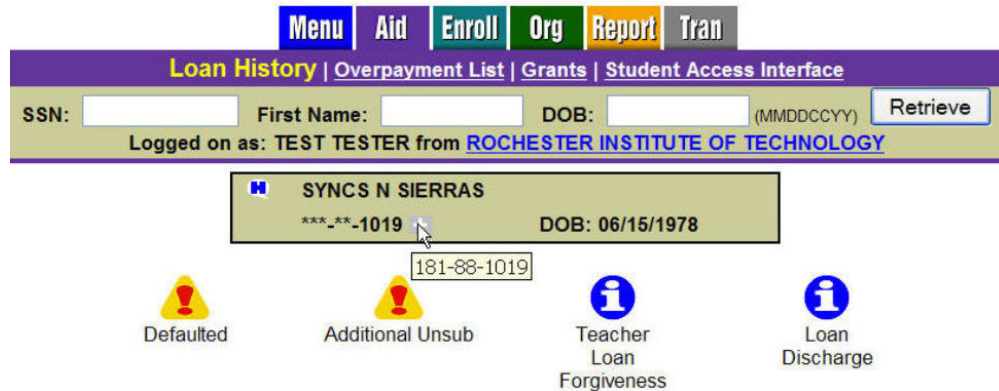 Menu Aid Enroll Org Report Tran
Loan History | Overpayment List | Grants | Student Access Interface
SSN: First Name: DOB: (MMDDCCYY) Retrieve
Logged on as: TEST TESTER from ROCHESTER INSTITUTE OF TECHNOLOGY
H SYNCS N SIERRAS
***-**-1019 DOB: 06/15/1978
181-88-1019
Defaulted Additional Unsub Teacher Loan
Loan Discharge
Forgiveness